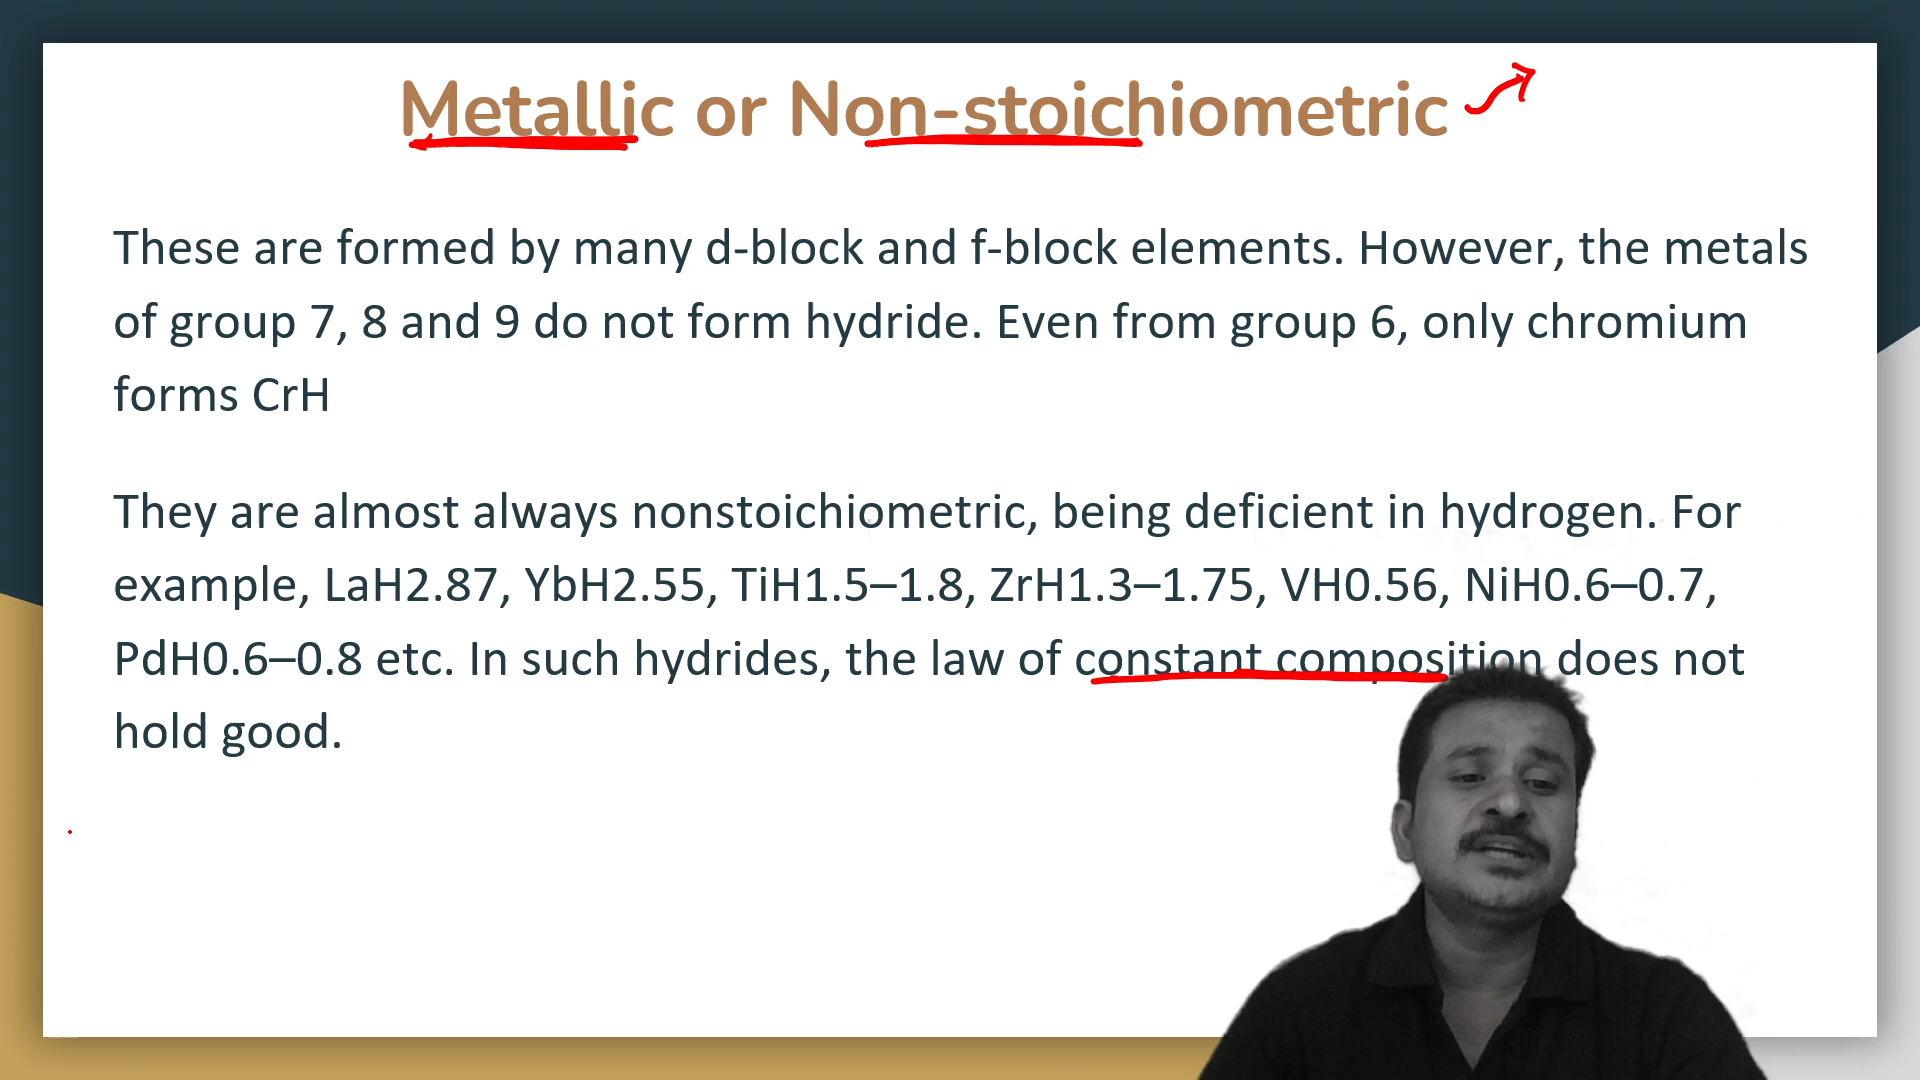 Metallic or Non-stoichiometric
These are formed by many d-block and f-block elements. However, the metals
of group 7, 8 and 9 do not form hydride. Even from group 6, only chromium
forms CrH
They are almost always nonstoichiometric, being deficient in hydrogen. For
example, LaH2.87, YbH2.55, TiH1.5–1.8, ZrH1.3–1.75, VH0.56, NiH0.6–0.7,
PdH0.6–0.8 etc. In such hydrides, the law of constant composition does not
hold good.